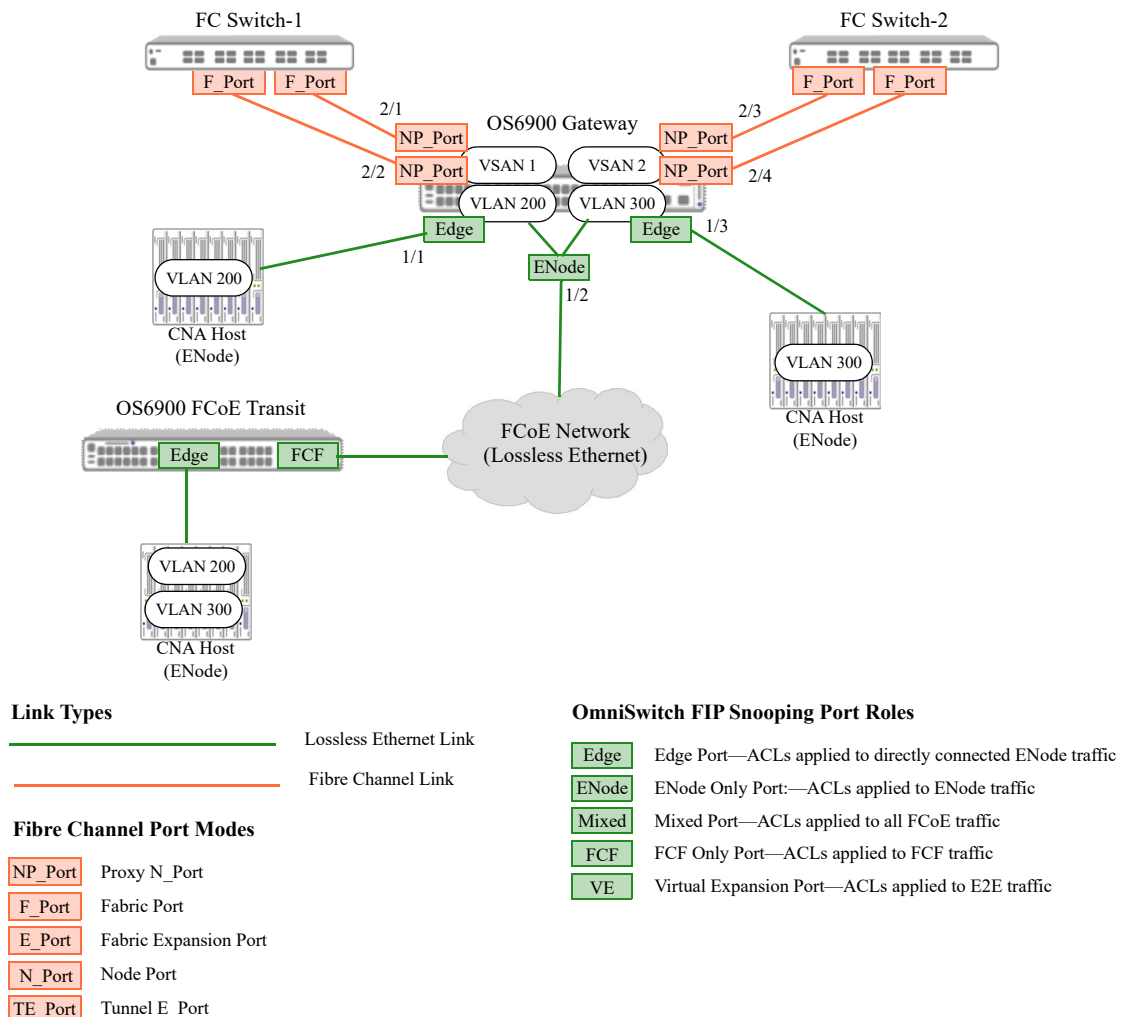 FC Switch-1
FC Switch-2
F_Port
F_Port
F_Port
F_Port
2/1
2/3
OS6900 Gateway
NP_Port
NP_Port
2/2
NP_Port
VSAN 1
VSAN 2
NP_Port
2/4
VLAN 200
VLAN 300
Edge
Edge
1/3
1/1
ENode
1/2
VLAN 200
CNA Host
(ENode)
VLAN 300
CNA Host
(ENode)
OS6900 FCoE Transit
Edge
FCF
FCoE Network
(Lossless Ethernet)
VLAN 200
VLAN 300
CNA Host
(ENode)
Link Types
Lossless Ethernet Link
Fibre Channel Link
Fibre Channel Port Modes
NP_Port Proxy N_Port
F_Port Fabric Port
E_Port Fabric Expansion Port
N_Port Node Port
TE_Port Tunnel E_Port
OmniSwitch FIP Snooping Port Roles
Edge Edge Port—ACLs applied to directly connected ENode traffic
ENode ENode Only Port:—ACLs applied to ENode traffic
Mixed Mixed Port—ACLs applied to all FCoE traffic
FCF FCF Only Port—ACLs applied to FCF traffic
VE Virtual Expansion Port—ACLs applied to E2E traffic